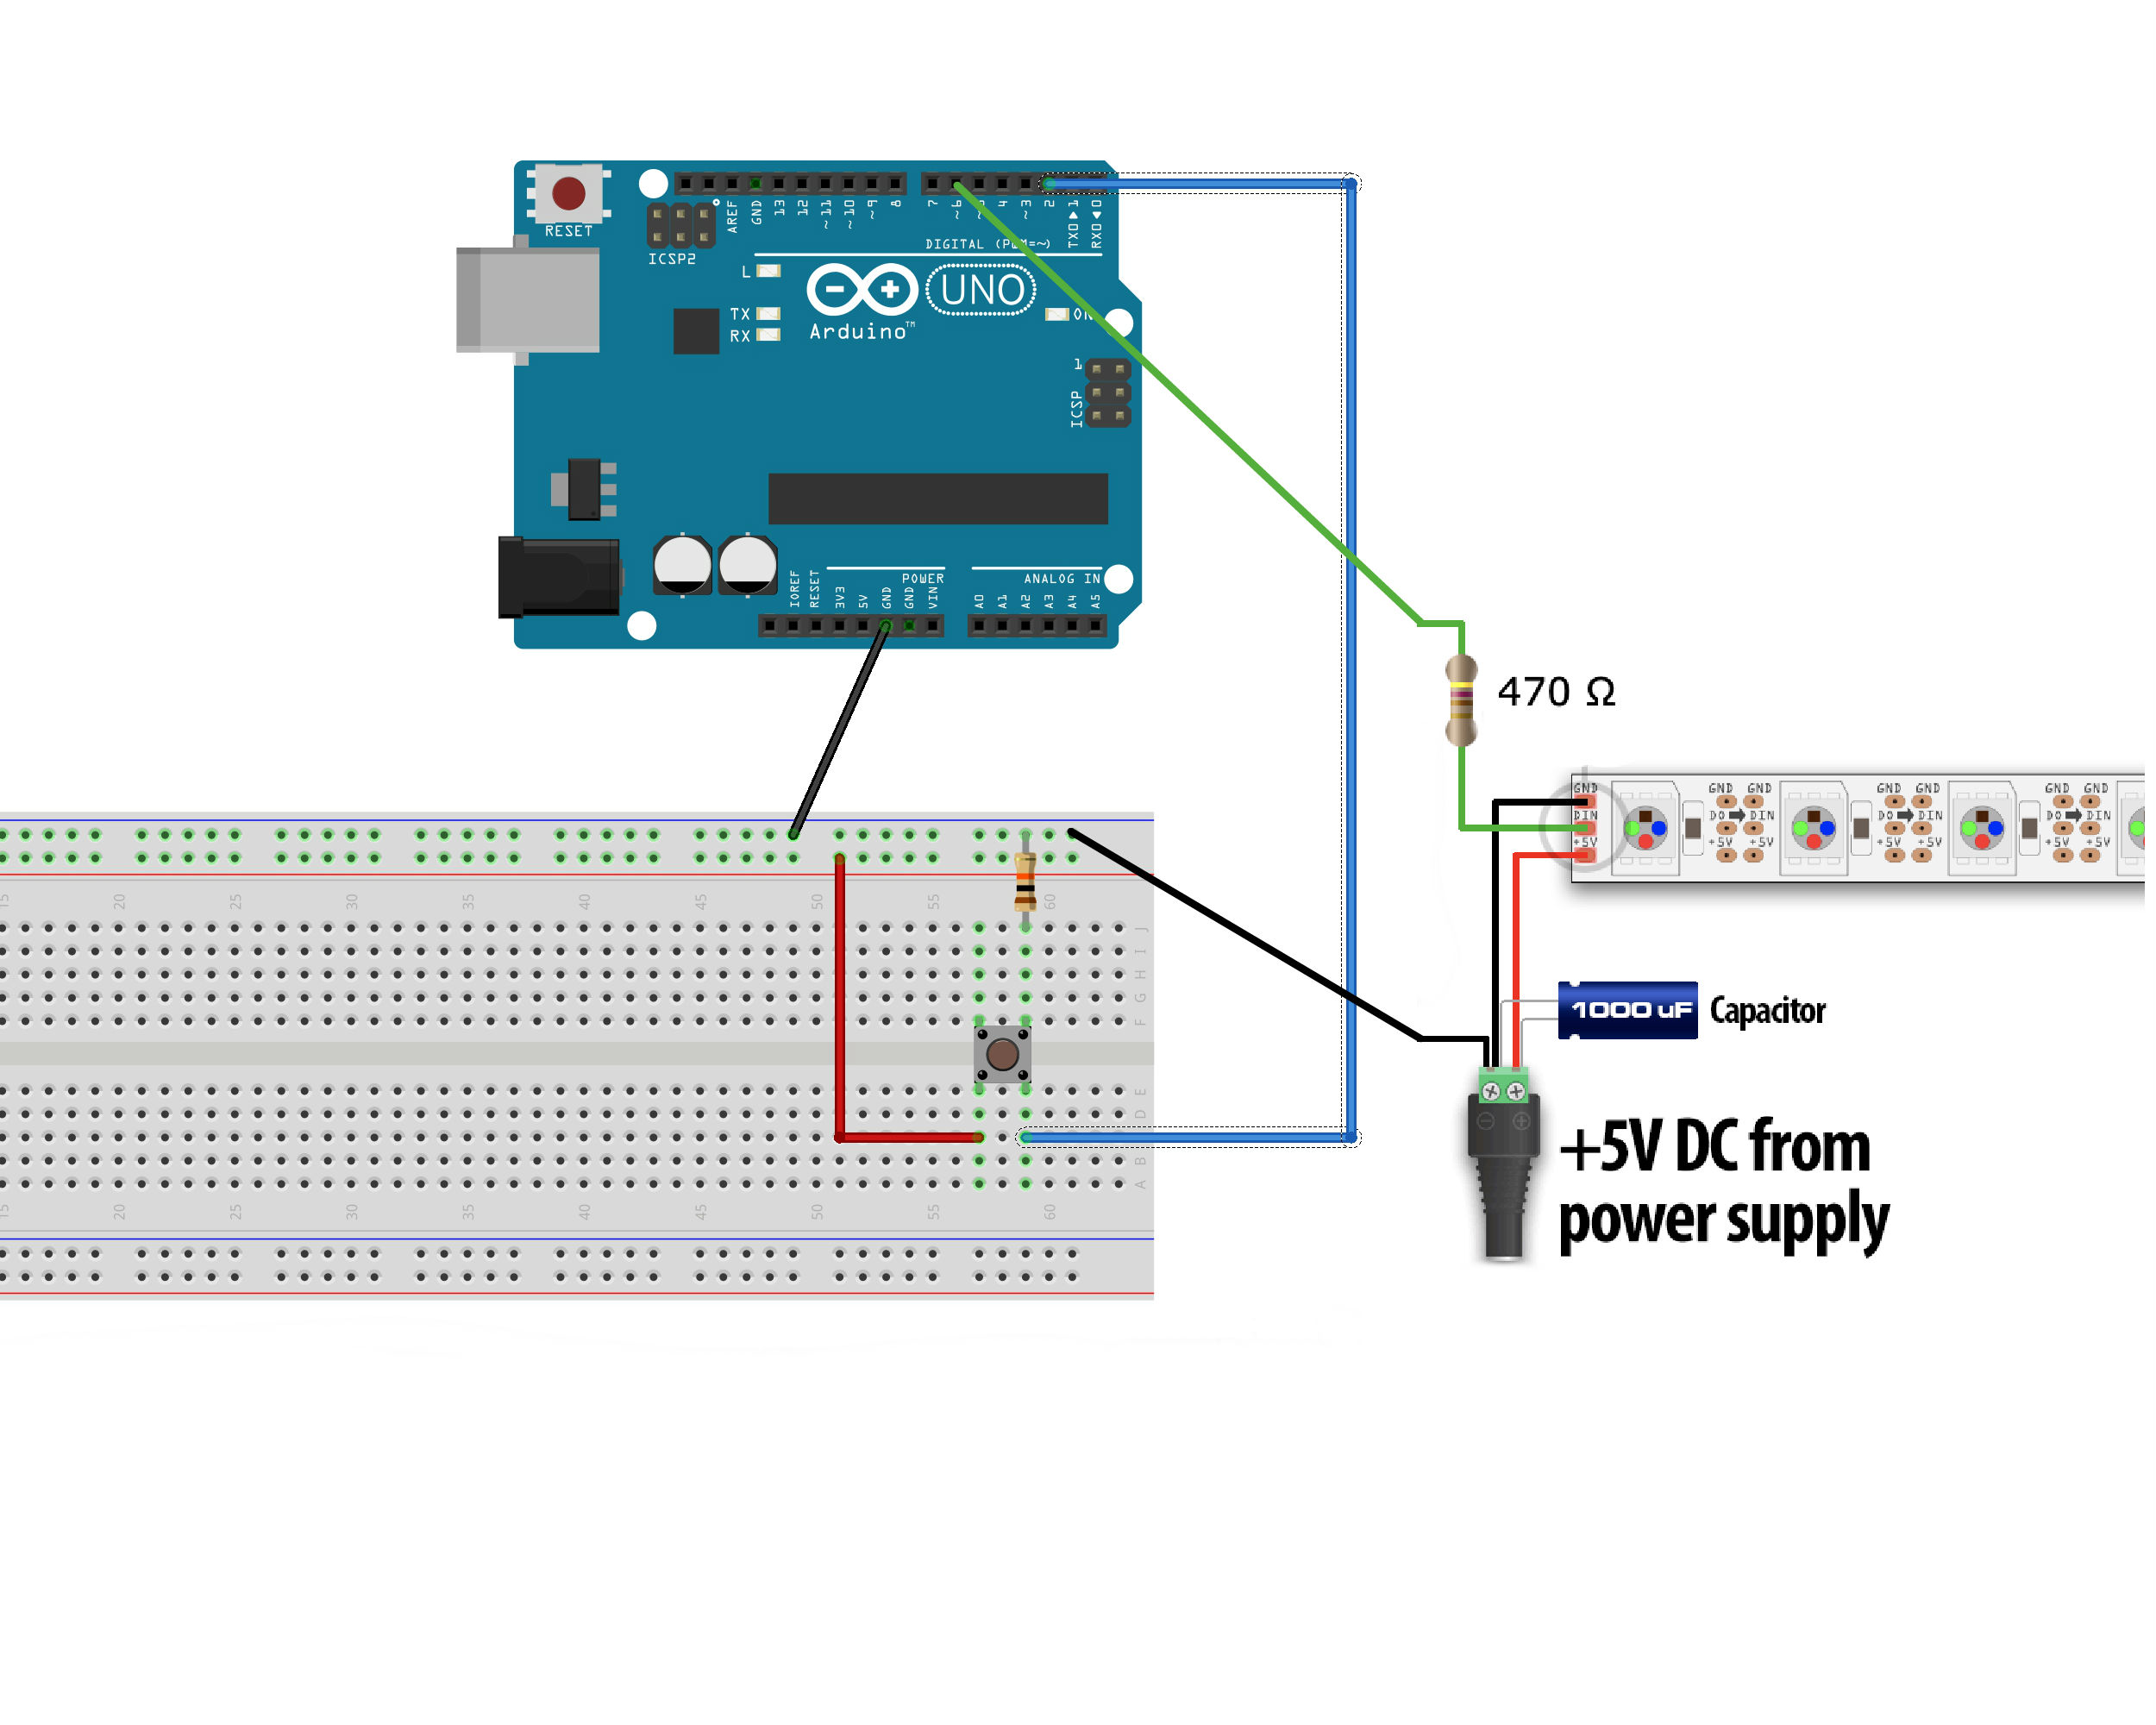 RESET
ICSP2
AREF
GND
13
12
~11
~10
~9
8
7
~6
4
~3
2
TX0▶1
RX0◀0
DIGITAL (PWM=~)
L
TX
RX
Arduino™
UNO
ON
1
ICSP
POWER
ANALOG IN
IOREF
RESET
3V3
5V
GND
GND
VIN
A0
A1
A2
A3
A4
A5
470 Ω
GND GND GND GND GND GND GND
DIN DO DIN DO DIN DO DIN
+5V +5V +5V +5V +5V +5V +5V
15 20 25 30 35 40 45 50 55 60
J
I
H
G
F
1000 uF Capacitor
E
D
B
A
15 20 25 30 35 40 45 50 55 60
+5V DC from
power supply